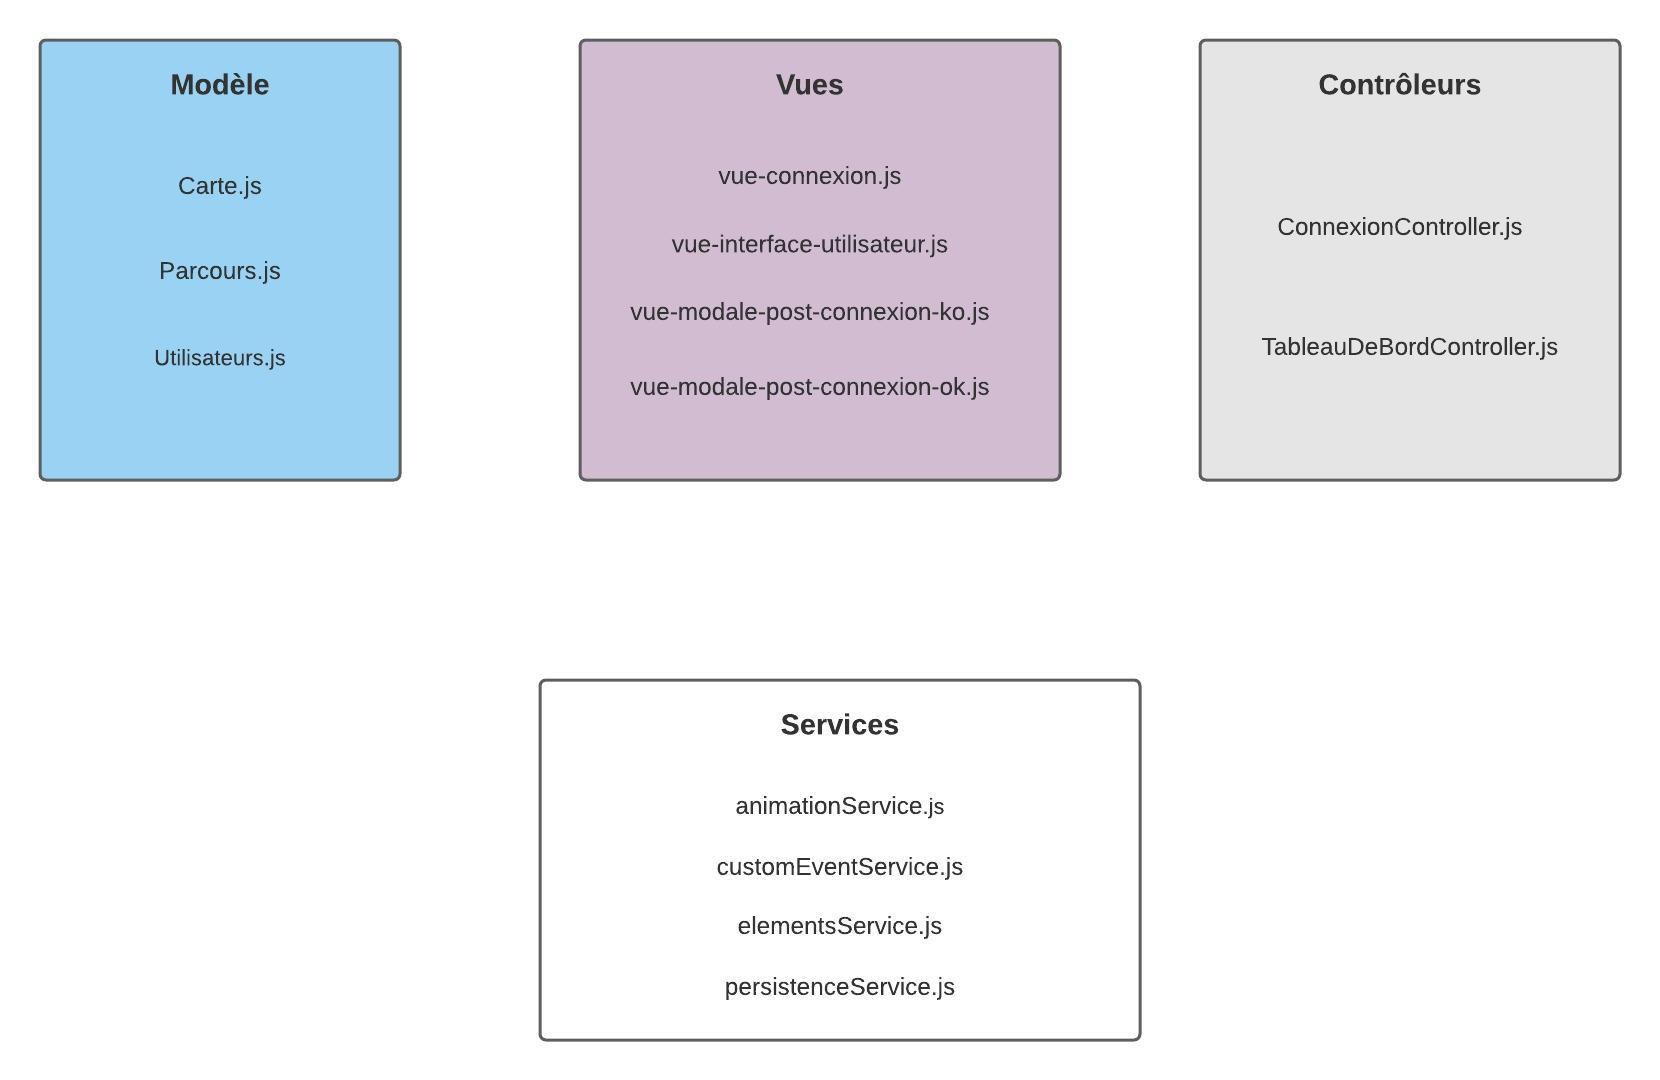 Modèle
Carte.js
Parcours.js
Utilisateurs.js
Vues
vue-connexion.js
vue-interface-utilisateur.js
vue-modale-post-connexion-ko.js
vue-modale-post-connexion-ok.js
Contrôleurs
ConnexionController.js
TableauDeBordController.js
Services
animationService.js
customEventService.js
elementsService.js
persistenceService.js